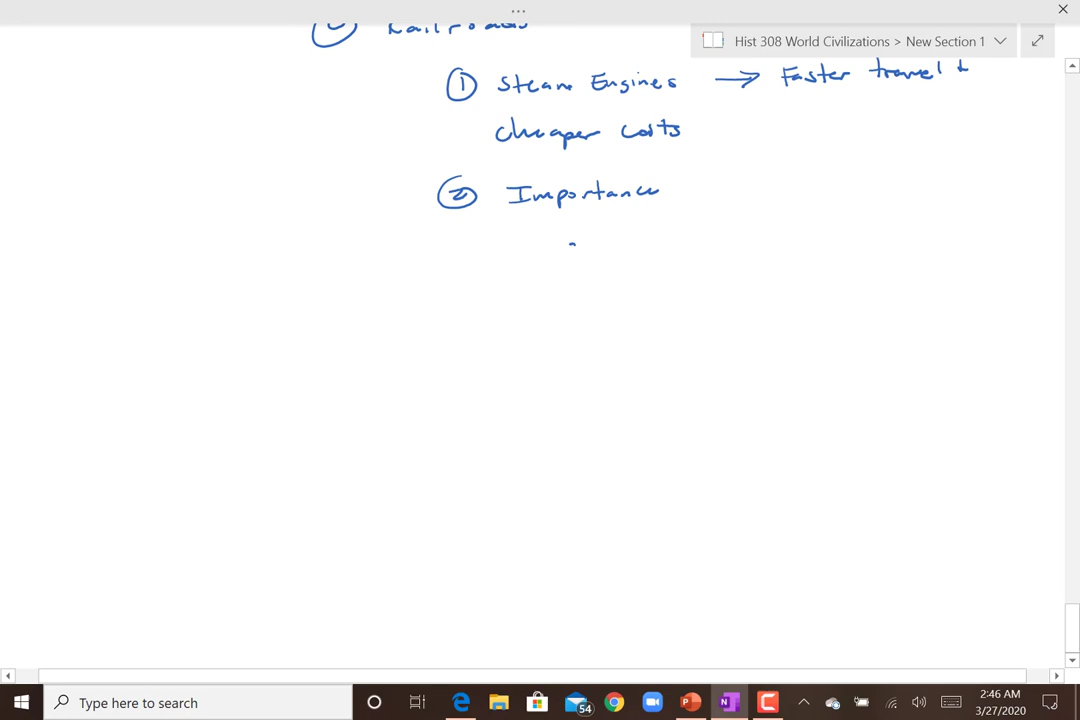 ...
Hist 308 World Civilizations > New Section 1
Railroads
① Steam Engines → Faster travel +
cheaper costs
② Importance
Type here to search
54
2:46 AM
3/27/2020